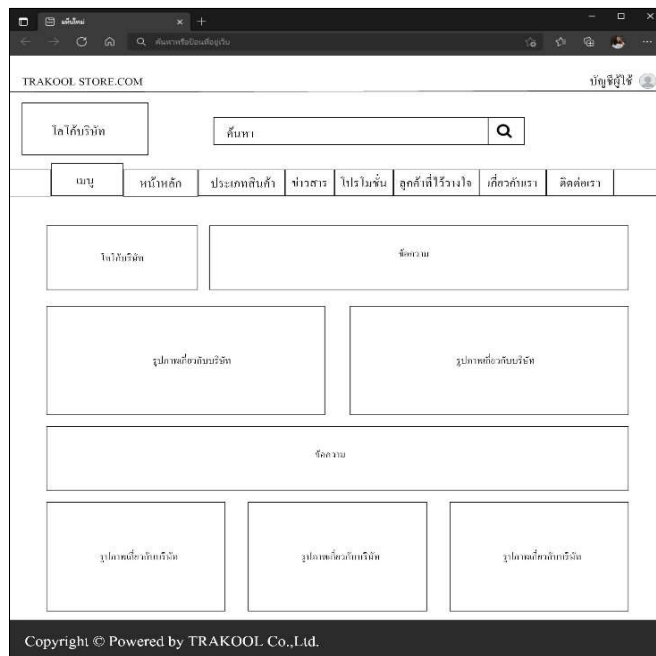 แท็บใหม่
ค้นหาหรือป้อนที่อยู่เว็บ
TRAKOOL STORE.COM
บัญชีผู้ใช้
โลโก้บริษัท
ค้นหา
เมนู
หน้าหลัก
ประเภทสินค้า
ข่าวสาร
โปรโมชั่น
ลูกค้าที่ไว้วางใจ
เกี่ยวกับเรา
ติดต่อเรา
โลโก้บริษัท
ข้อความ
รูปภาพเกี่ยวกับบริษัท
รูปภาพเกี่ยวกับบริษัท
ข้อความ
รูปภาพเกี่ยวกับบริษัท
รูปภาพเกี่ยวกับบริษัท
รูปภาพเกี่ยวกับบริษัท
Copyright © Powered by TRAKOOL Co.,Ltd.